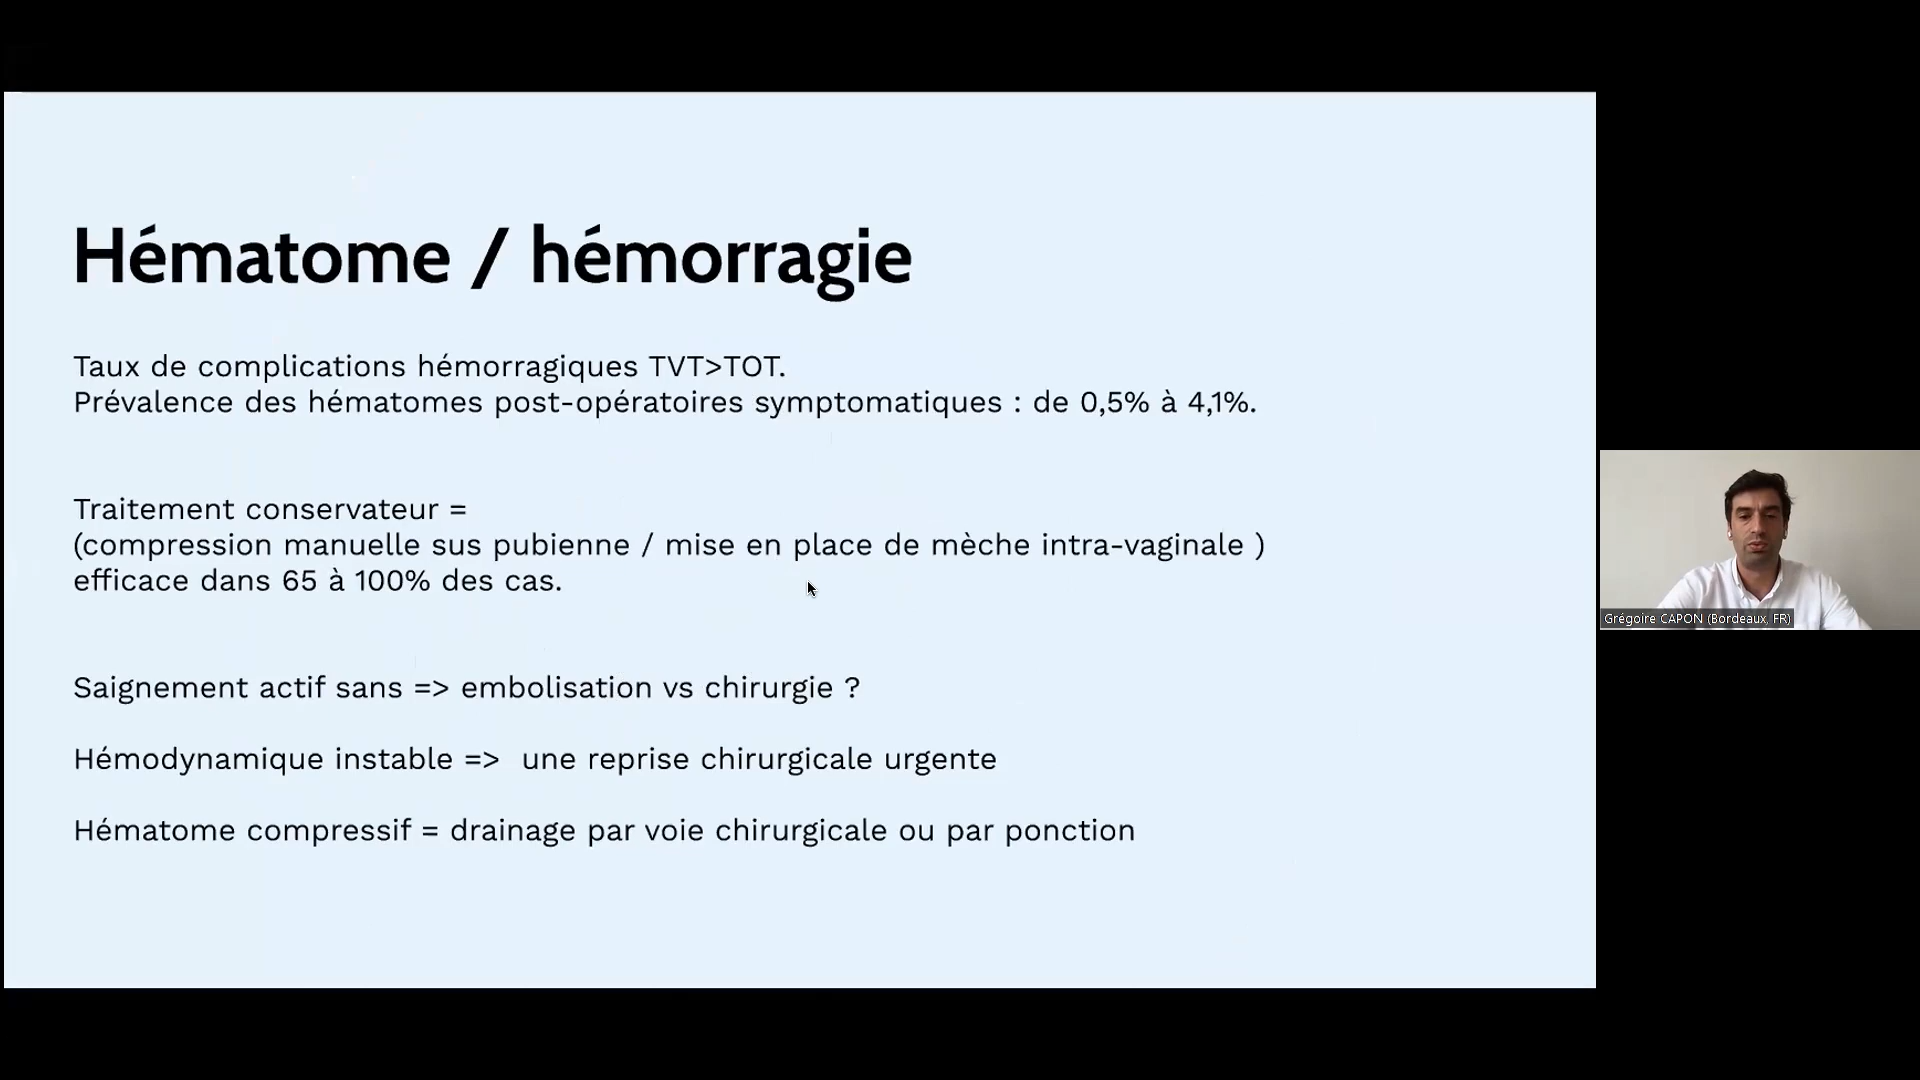 Hématome / hémorragie
Taux de complications hémorragiques TVT>TOT.
Prévalence des hématomes post-opératoires symptomatiques : de 0,5% à 4,1%.
Traitement conservateur =
(compression manuelle sus pubienne / mise en place de mèche intra-vaginale )
efficace dans 65 à 100% des cas.
Saignement actif sans => embolisation vs chirurgie ?
Hémodynamique instable => une reprise chirurgicale urgente
Hématome compressif = drainage par voie chirurgicale ou par ponction
Grégoire CAPON (Bordeaux, FR)